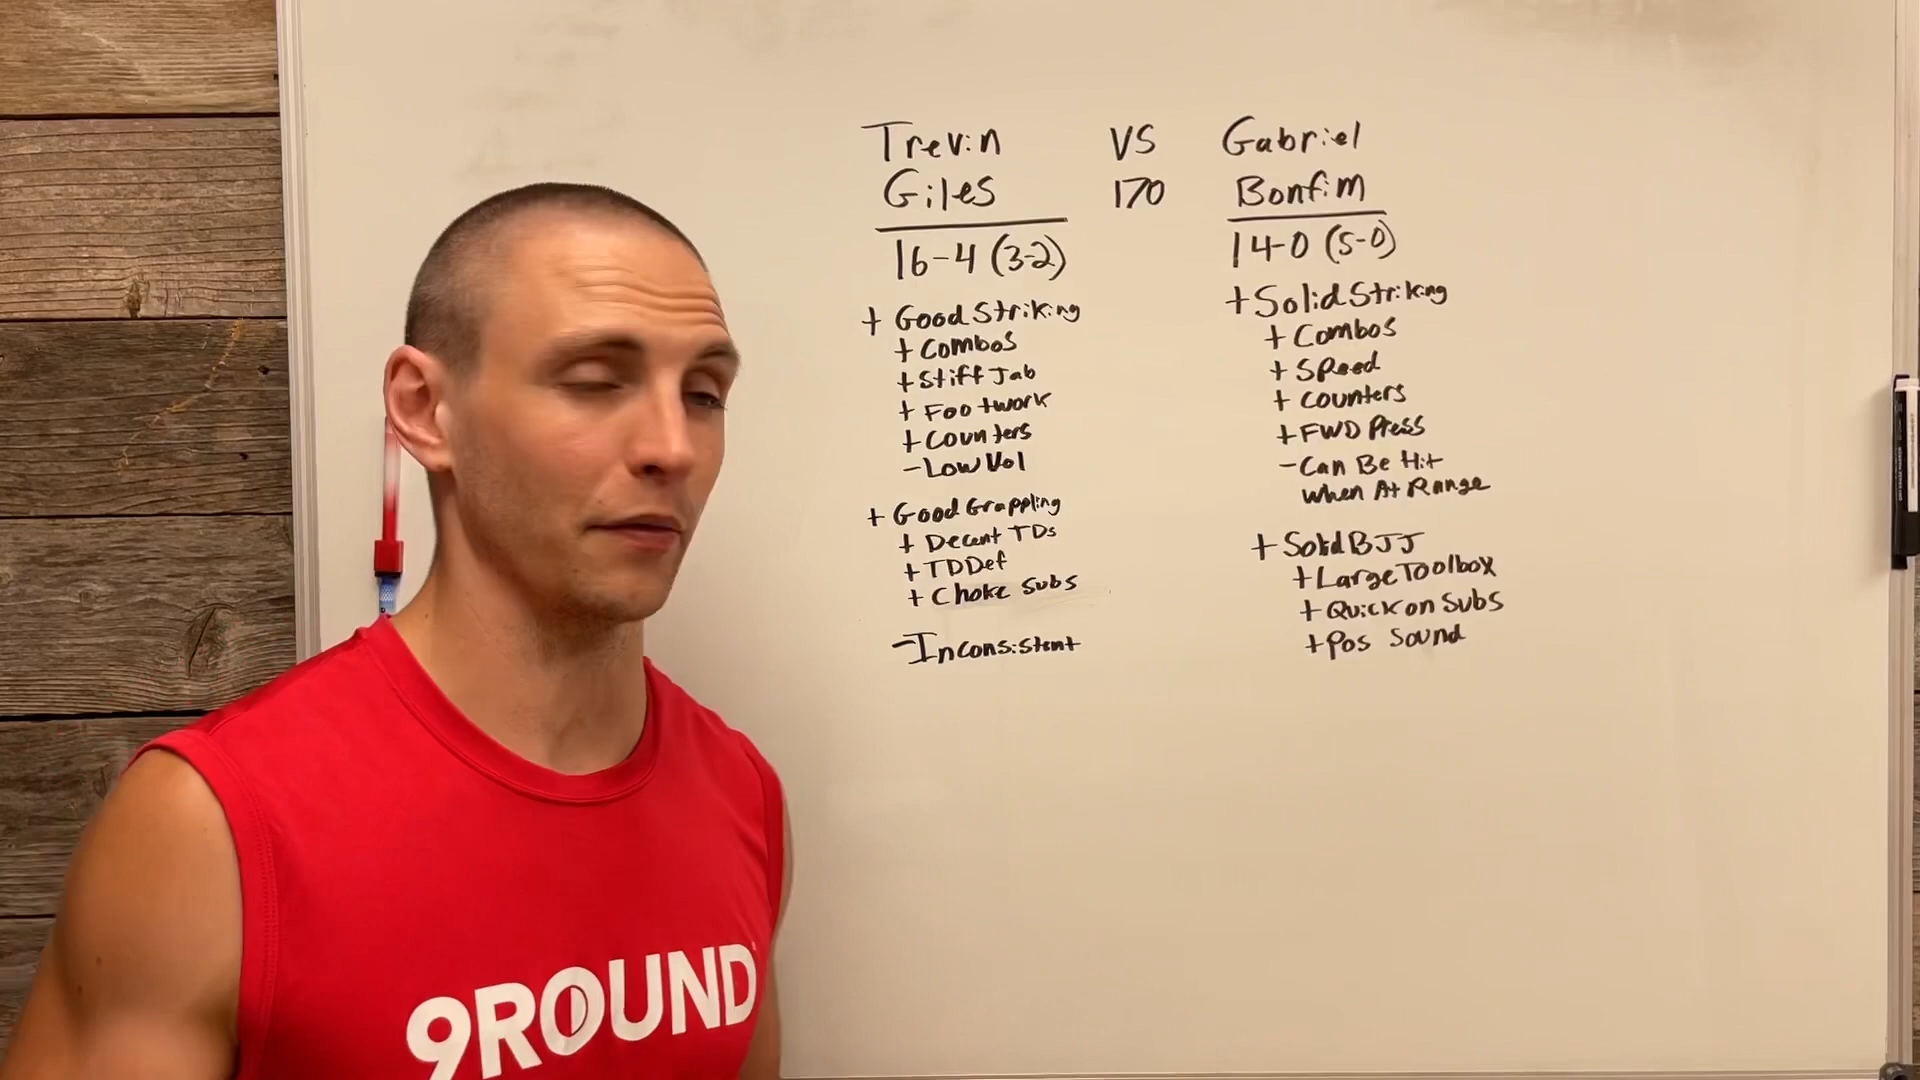 Trevin VS Gabriel
Giles 170 Bonfim
16-4 (3-2) 14-0 (5-0)
+ Good Striking
+ Combos
+ Stiff Jab
+ Footwork
+ Counters
- Low Vol
+ Good Grappling
+ Decent TDs
+ TD Def
+ Choke Subs
- Inconsistent
+ Solid Striking
+ Combos
+ Speed
+ Counters
+ FWD Press
- Can Be Hit
When At Range
+ Solid BJJ
+ Large Toolbox
+ Quick on Subs
+ Pos Sound
9ROUND